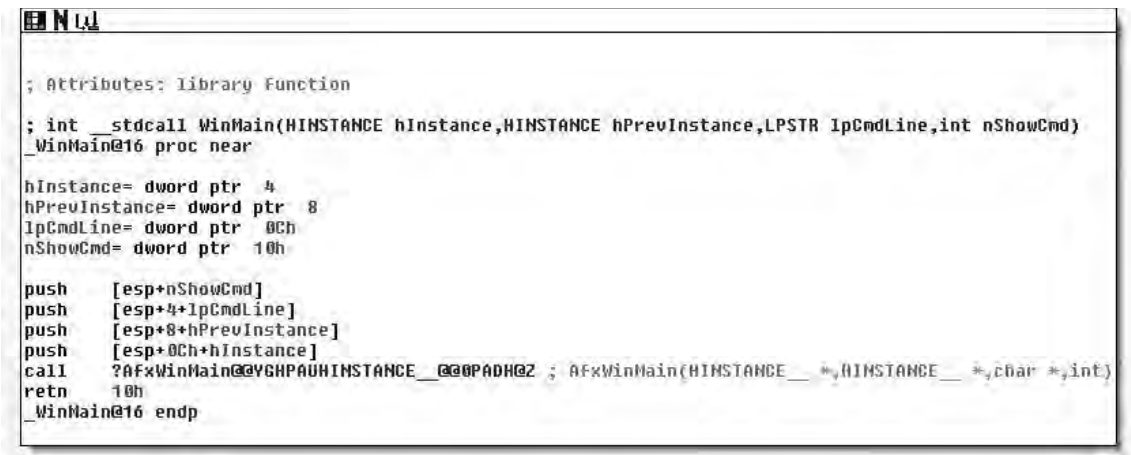 ; Attributes: library function
; int __stdcall WinMain(HINSTANCE hInstance,HINSTANCE hPrevInstance,LPSTR lpCmdLine,int nShowCmd)
_WinMain@16 proc near
hInstance= dword ptr 4
hPrevInstance= dword ptr 8
lpCmdLine= dword ptr 0Ch
nShowCmd= dword ptr 10h
push [esp+nShowCmd]
push [esp+4+lpCmdLine]
push [esp+8+hPrevInstance]
push [esp+0Ch+hInstance]
call ?AfxWinMain@@YGHPAUHINSTANCE__@@0PADH@Z ; AfxWinMain(HINSTANCE__ *,HINSTANCE__ *,char *,int)
retn 10h
_WinMain@16 endp